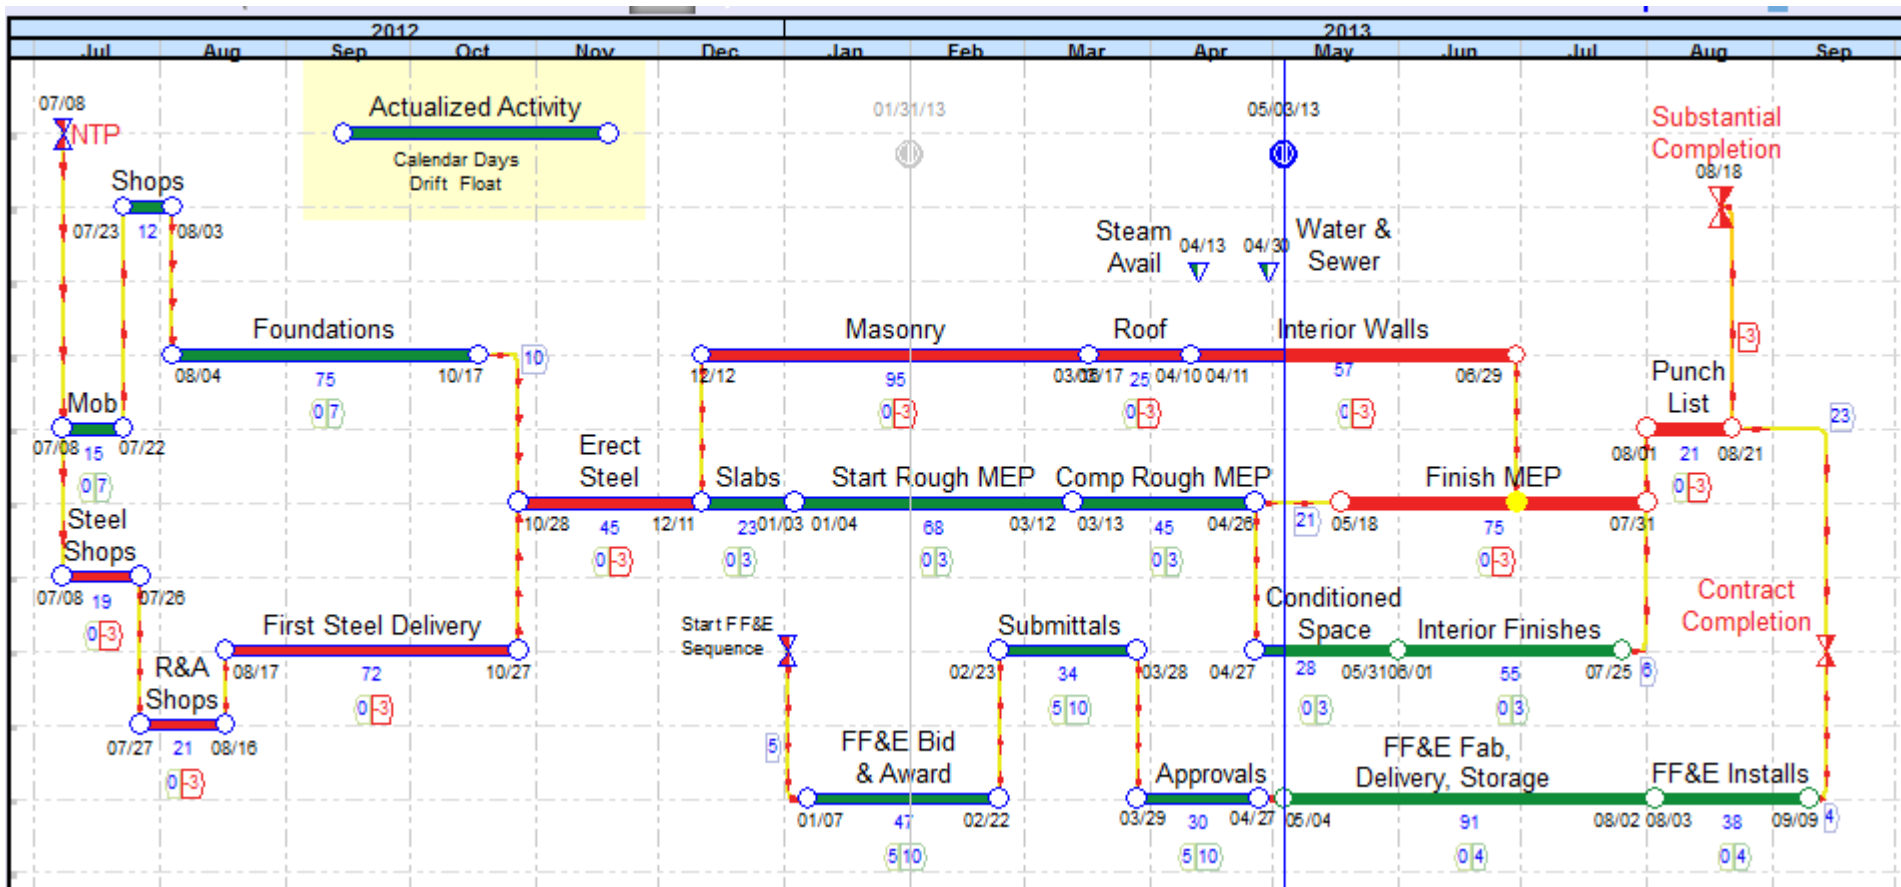 2012
2013
Jul Aug Sep Oct Nov Dec Jan Feb Mar Apr May Jun Jul Aug Sep
07/08
NTP
Actualized Activity
Calendar Days
Drift Float
01/31/13
05/03/13
Substantial
Completion
08/18
Shops
07/23 12 08/03
Steam
Avail
04/13
04/30
Water &
Sewer
Foundations
08/04 75 10/17
0 7
10
Masonry
12/12 95
0 -3
Roof
03/17 25 04/10
0 -3
Interior Walls
04/11 57 06/29
0 -3
-3
Punch
List
08/01 21 08/21
0 -3
23
Mob
07/08 15 07/22
0 7
Erect
Steel
10/28 45 12/11
0 -3
Slabs
23 01/03
0 3
Start Rough MEP
01/04 68 03/12
0 3
Comp Rough MEP
03/13 45 04/26
0 3
21
Finish MEP
05/18 75 07/31
0 -3
Steel
Shops
07/08 19 07/26
0 -3
First Steel Delivery
08/17 72 10/27
0 -3
R&A
Shops
07/27 21 08/16
0 -3
Start FF&E
Sequence
5
Submittals
02/23 34 03/28
5 10
Conditioned
Space
04/27 28 05/31
0 3
Interior Finishes
06/01 55 07/25
0 3
6
Contract
Completion
FF&E Bid
& Award
01/07 47 02/22
5 10
Approvals
03/29 30 04/27
5 10
FF&E Fab,
Delivery, Storage
05/04 91 08/02
0 4
FF&E Installs
08/03 38 09/09
0 4
4